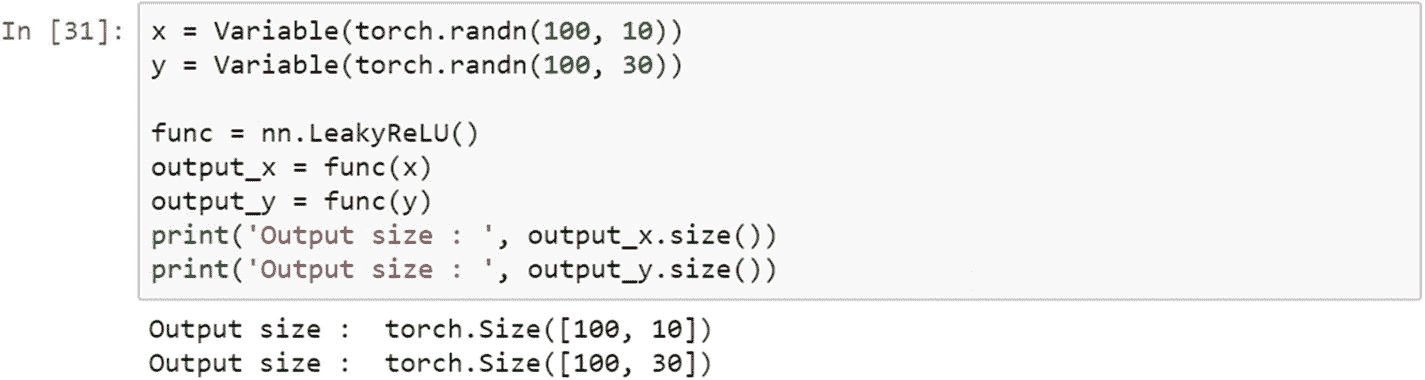 In [31]: x = Variable(torch.randn(100, 10))
y = Variable(torch.randn(100, 30))
func = nn.LeakyReLU()
output_x = func(x)
output_y = func(y)
print('Output size : ', output_x.size())
print('Output size : ', output_y.size())
Output size :  torch.Size([100, 10])
Output size :  torch.Size([100, 30])